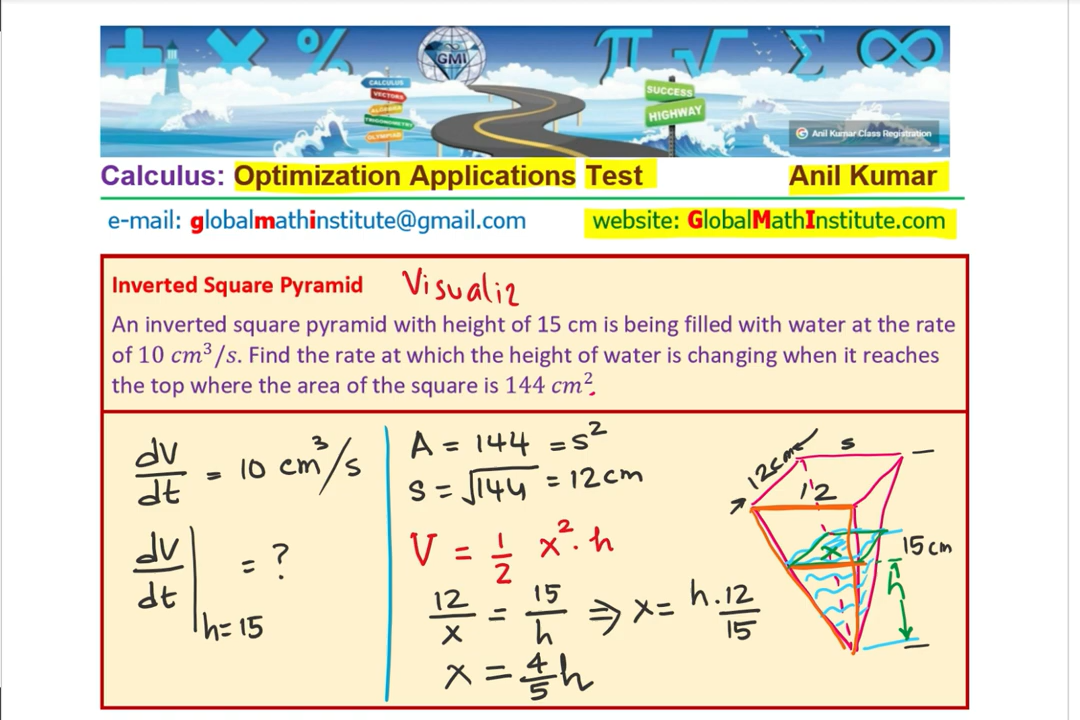 GMI
CALCULUS
VECTORS
ALGEBRA
TRIGONOMETRY
OLYMPIAD
SUCCESS
HIGHWAY
Anil Kumar Class Registration
Calculus: Optimization Applications Test Anil Kumar
e-mail: globalmathinstitute@gmail.com website: GlobalMathInstitute.com
Inverted Square Pyramid Visualiz
An inverted square pyramid with height of 15 cm is being filled with water at the rate
of 10 cm³/s. Find the rate at which the height of water is changing when it reaches
the top where the area of the square is 144 cm².
dv/dt = 10 cm³/s
dv/dt |h=15 = ?
A = 144 = s²
s = √144 = 12cm
V = 1/2 x². h
12/x = 15/h ⇒ x = h.12/15
x = 4/5 h
12cm
s
12
x
15cm
h